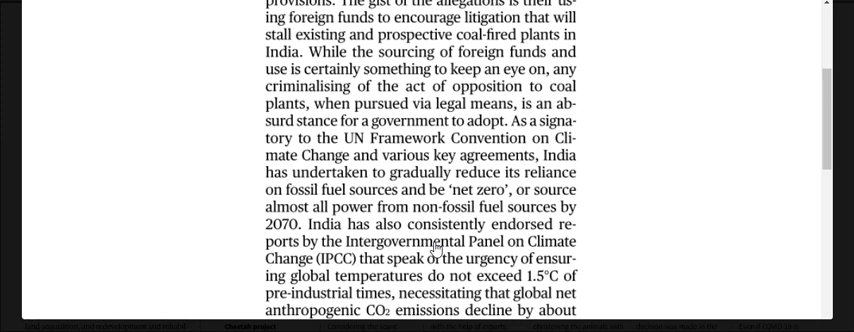 provisions. The gist of the allegations is their us-
ing foreign funds to encourage litigation that will
stall existing and prospective coal-fired plants in
India. While the sourcing of foreign funds and
use is certainly something to keep an eye on, any
criminalising of the act of opposition to coal
plants, when pursued via legal means, is an ab-
surd stance for a government to adopt. As a signa-
tory to the UN Framework Convention on Cli-
mate Change and various key agreements, India
has undertaken to gradually reduce its reliance
on fossil fuel sources and be ‘net zero’, or source
almost all power from non-fossil fuel sources by
2070. India has also consistently endorsed re-
ports by the Intergovernmental Panel on Climate
Change (IPCC) that speak of the urgency of ensur-
ing global temperatures do not exceed 1.5°C of
pre-industrial times, necessitating that global net
anthropogenic CO₂ emissions decline by about
Cheetah project